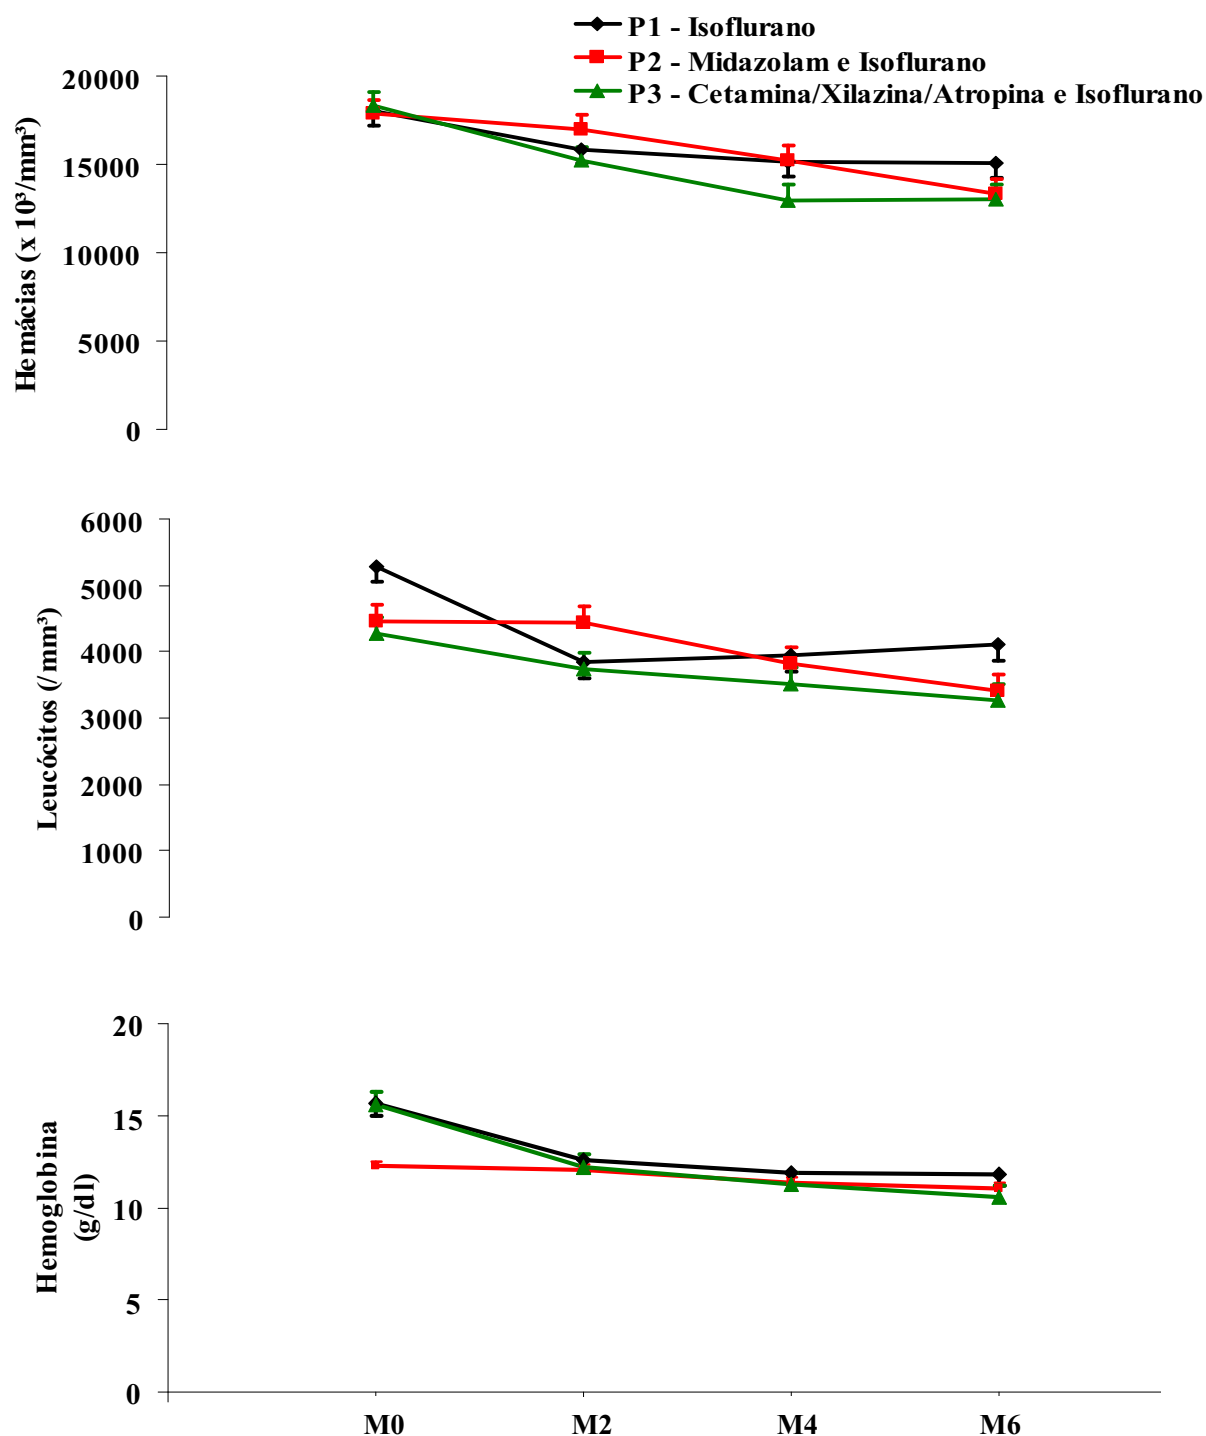 P1 - Isoflurano
P2 - Midazolam e Isoflurano
P3 - Cetamina/Xilazina/Atropina e Isoflurano
Hemácias (x 10³/mm³)
20000
15000
10000
5000
0
Leucócitos (/mm³)
6000
5000
4000
3000
2000
1000
0
Hemoglobina
(g/dl)
20
15
10
5
0
M0 M2 M4 M6